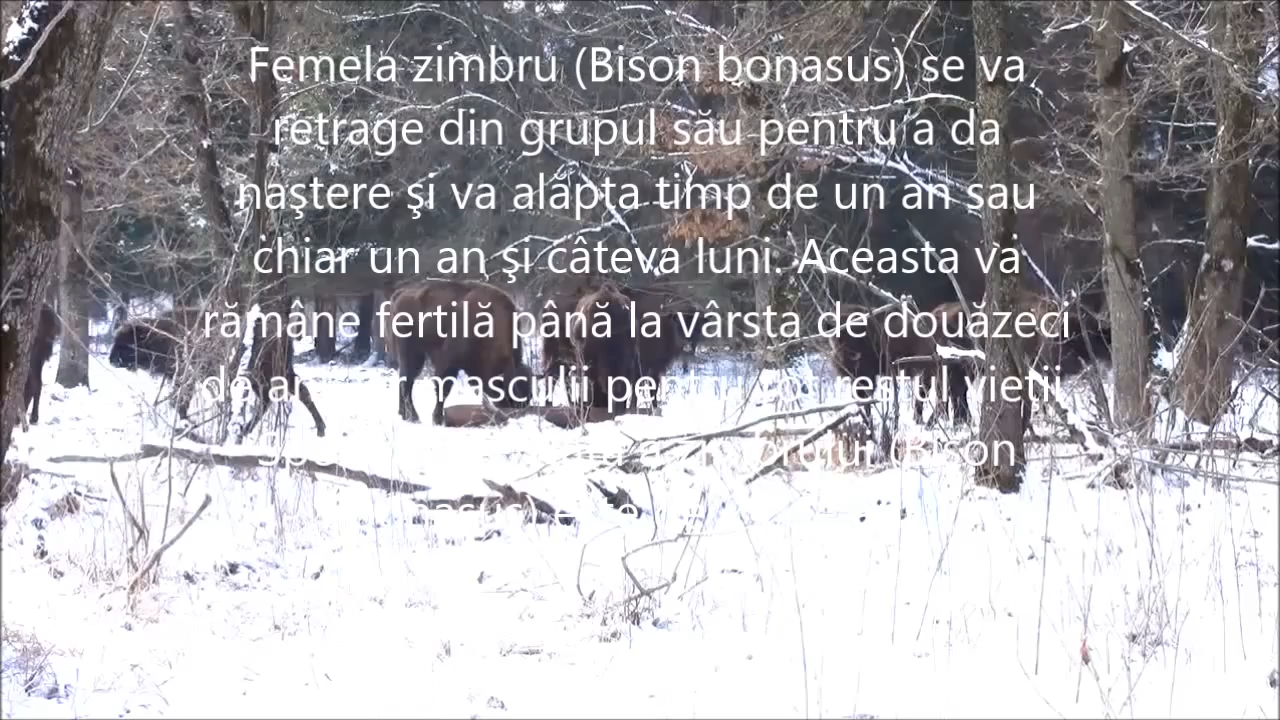 Femela zimbru (Bison bonasus) se va
retrage din grupul său pentru a da
naştere şi va alăpta timp de un an sau
chiar un an şi câteva luni. Aceasta va
rămâne fertilă până la vârsta de douăzeci
de ani, iar masculii pentru tot restul vieţii.
(Bison